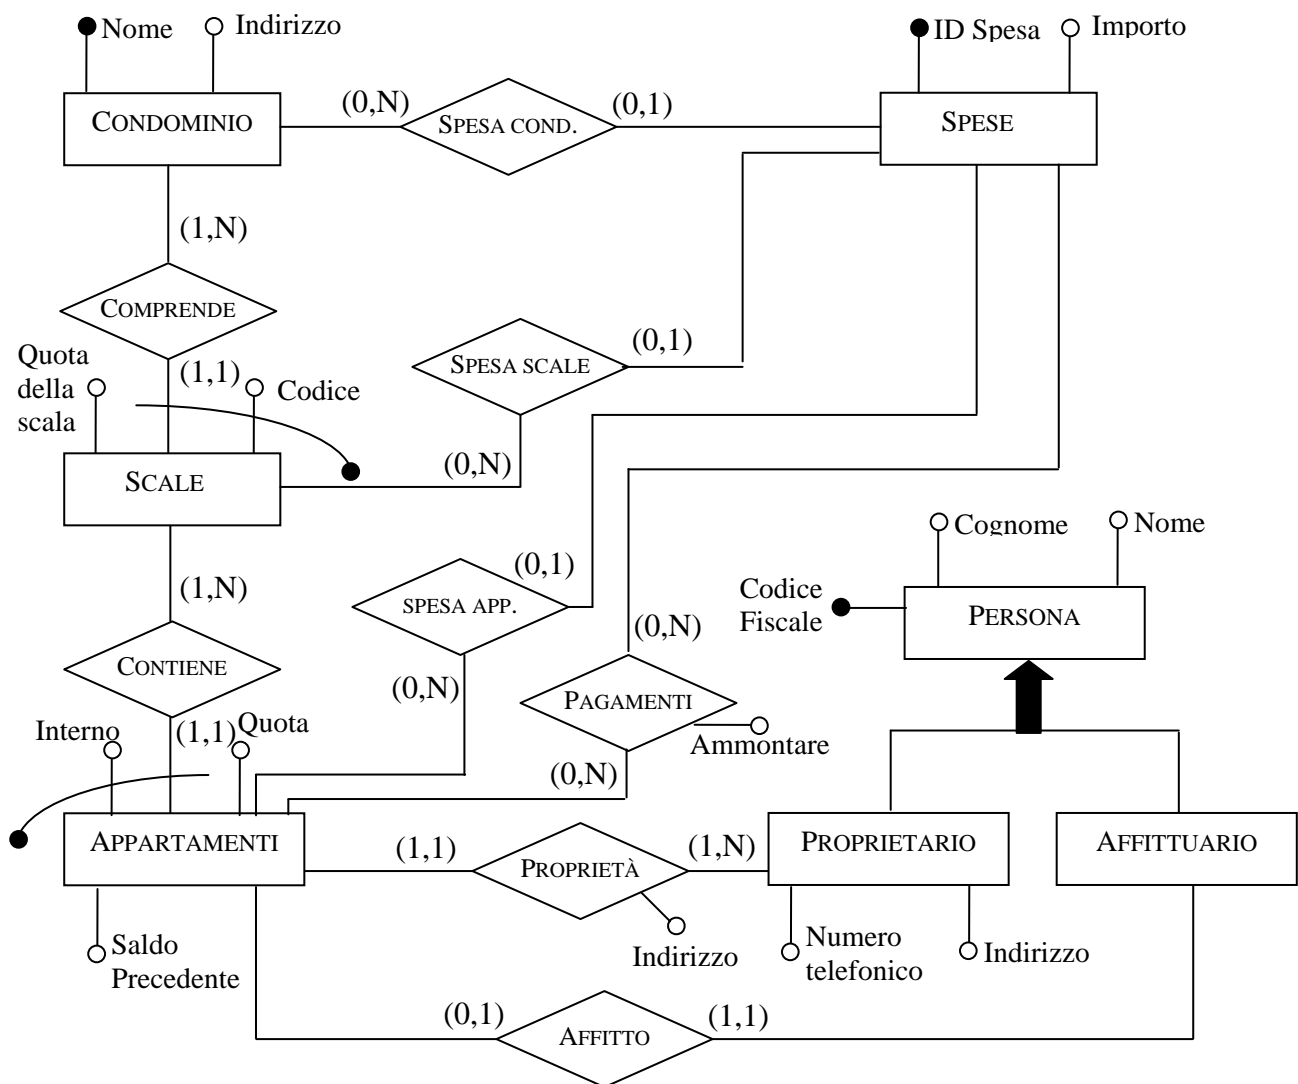 Nome
Indirizzo
ID Spesa
Importo
CONDOMINIO
(0,N)
SPESA COND.
(0,1)
SPESE
(1,N)
COMPRENDE
Quota
della
scala
(1,1)
Codice
SPESA SCALE
(0,1)
SCALE
(0,N)
Cognome
Nome
(1,N)
SPESA APP.
(0,1)
Codice
Fiscale
PERSONA
CONTIENE
(0,N)
(0,N)
PAGAMENTI
Ammontare
Interno
(1,1)
Quota
(0,N)
APPARTAMENTI
(1,1)
PROPRIETÀ
(1,N)
PROPRIETARIO
AFFITTUARIO
Saldo
Precedente
Indirizzo
Numero
telefonico
Indirizzo
(0,1)
AFFITTO
(1,1)